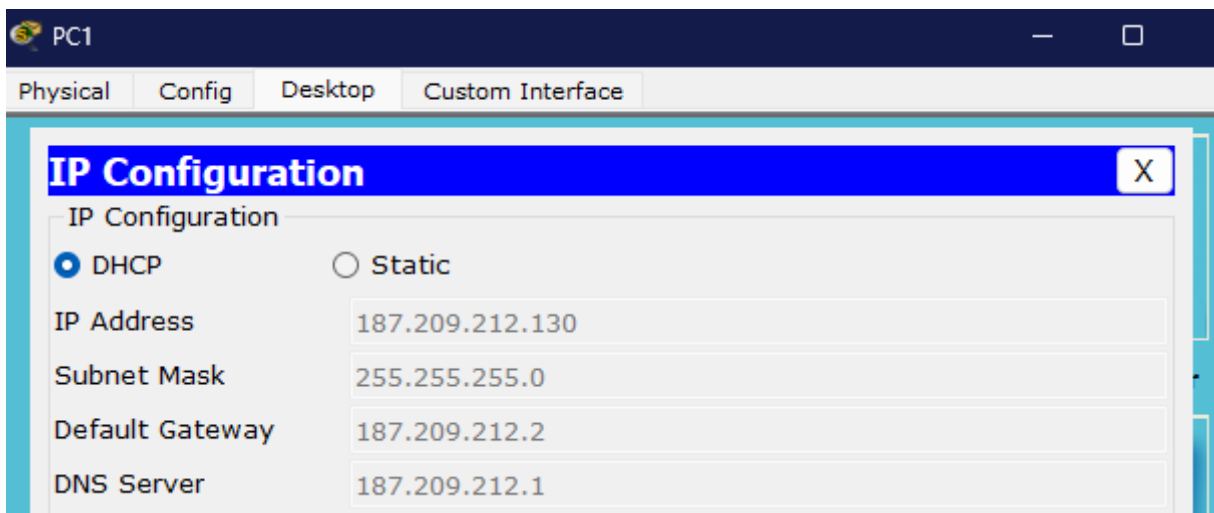 PC1
Physical Config Desktop Custom Interface
IP Configuration X
IP Configuration
DHCP Static
IP Address 187.209.212.130
Subnet Mask 255.255.255.0
Default Gateway 187.209.212.2
DNS Server 187.209.212.1